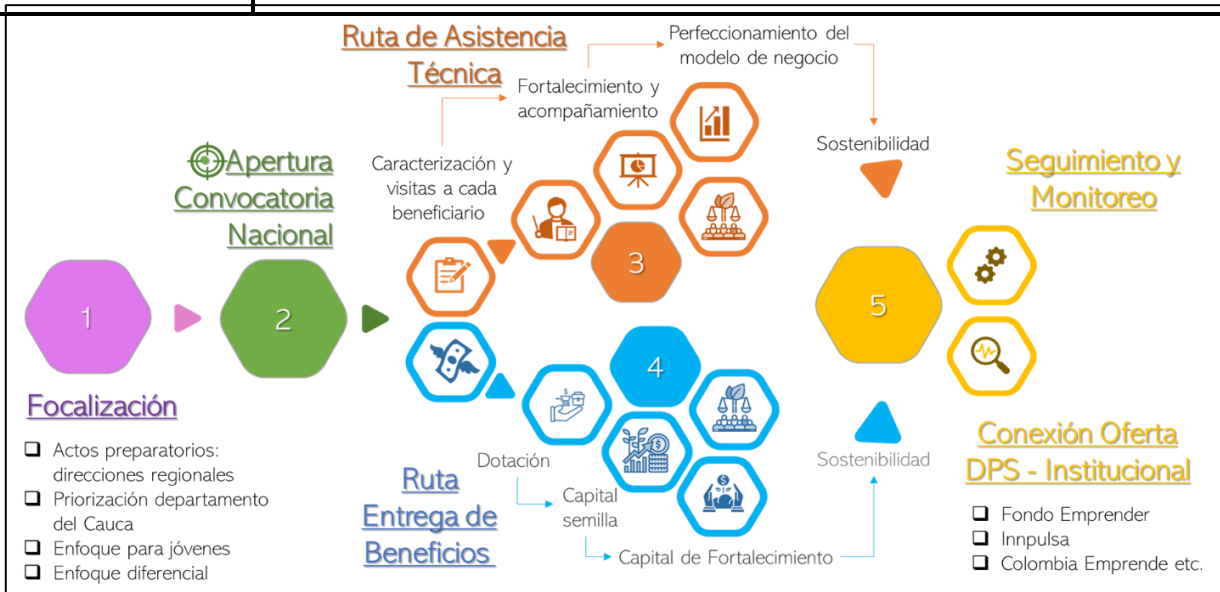 Ruta de Asistencia
Técnica
Perfeccionamiento del
modelo de negocio
Fortalecimiento y
acompañamiento
Caracterización y
visitas a cada
beneficiario
Sostenibilidad
Apertura
Convocatoria
Nacional
Seguimiento y
Monitoreo
1
2
3
4
5
Focalización
❑ Actos preparatorios:
direcciones regionales
❑ Priorización departamento
del Cauca
❑ Enfoque para jóvenes
❑ Enfoque diferencial
Ruta
Entrega de
Beneficios
Dotación
Capital
semilla
Capital de Fortalecimiento
Sostenibilidad
Conexión Oferta
DPS - Institucional
❑ Fondo Emprender
❑ Innpulsa
❑ Colombia Emprende etc.